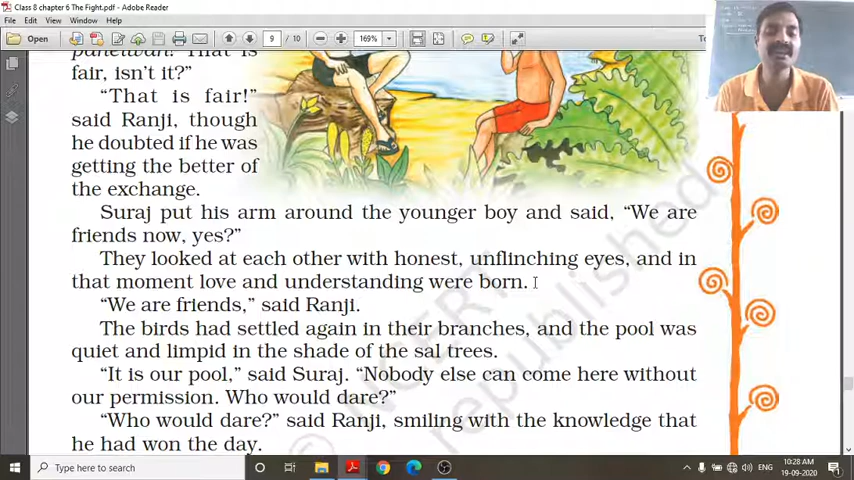 Class 8 chapter 6 The Fight.pdf - Adobe Reader
File Edit View Window Help
Open 9 / 10 169%
pahelwan! That is
fair, isn't it?"
"That is fair!"
said Ranji, though
he doubted if he was
getting the better of
the exchange.
Suraj put his arm around the younger boy and said, "We are
friends now, yes?"
They looked at each other with honest, unflinching eyes, and in
that moment love and understanding were born.
"We are friends," said Ranji.
The birds had settled again in their branches, and the pool was
quiet and limpid in the shade of the sal trees.
"It is our pool," said Suraj. "Nobody else can come here without
our permission. Who would dare?"
"Who would dare?" said Ranji, smiling with the knowledge that
he had won the day.
© NCERT
republished
Type here to search
ENG
10:28 AM
19-09-2020